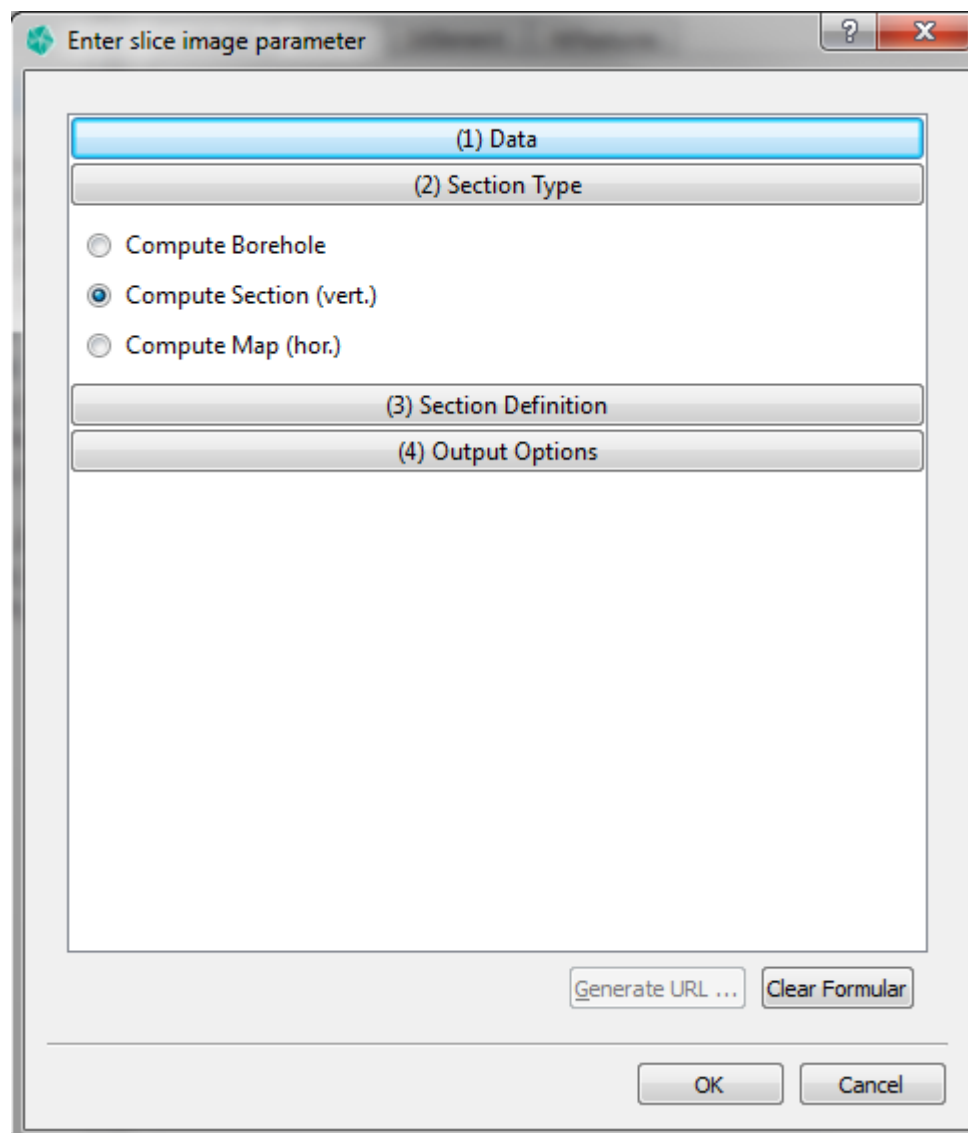 Enter slice image parameter
?
X
(1) Data
(2) Section Type
Compute Borehole
Compute Section (vert.)
Compute Map (hor.)
(3) Section Definition
(4) Output Options
Generate URL ...
Clear Formular
OK
Cancel